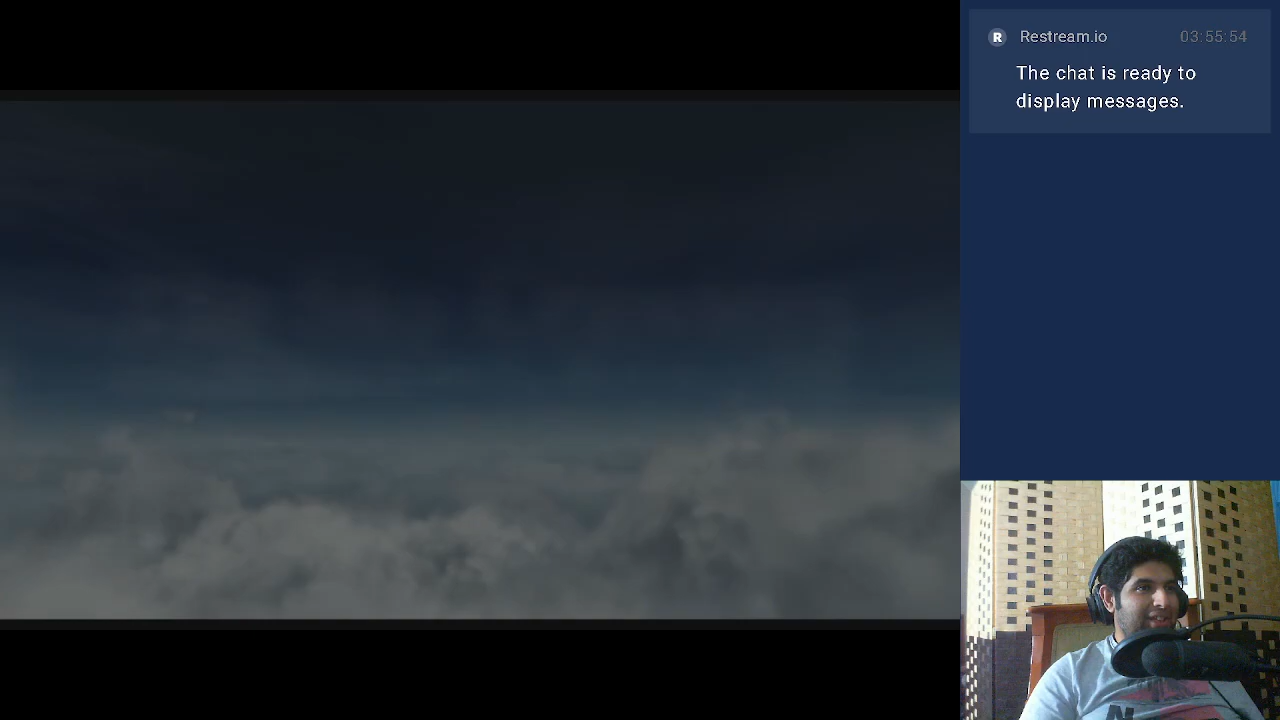 R Restream.io 03:55:54
The chat is ready to
display messages.
N